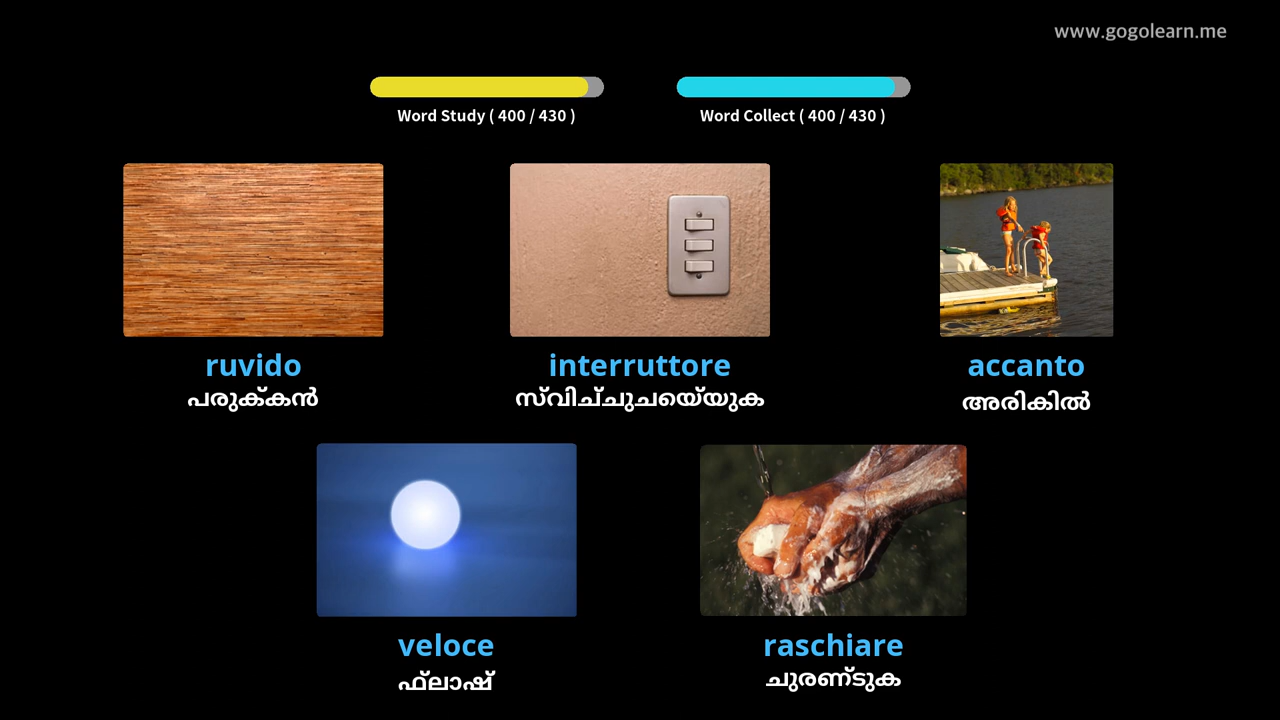 www.gogolearn.me
Word Study ( 400 / 430 )
Word Collect ( 400 / 430 )
ruvido
പരുക്കൻ
interruttore
സ്വിച്ചുചയ്യെുക
accanto
അരികിൽ
veloce
ഫ്ലാഷ്
raschiare
ചുരണ്ടുക